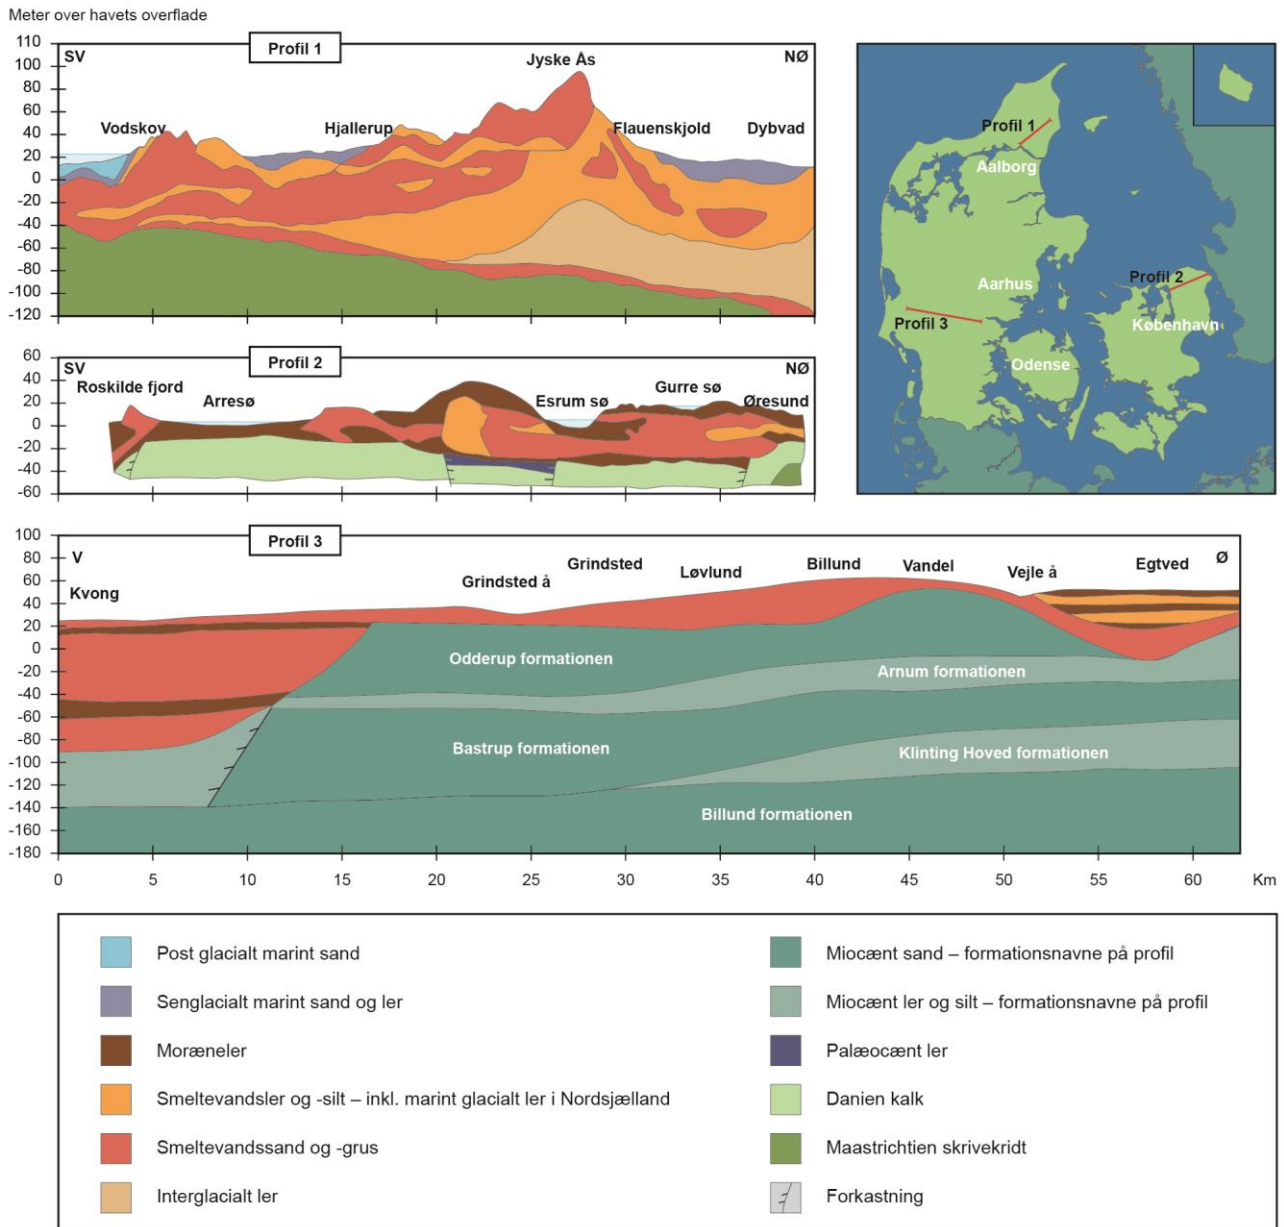 Meter over havets overflade
Profil 1
SV
NØ
Jyske Ås
Vodskov
Hjallerup
Flauenskjold
Dybvad
110
100
80
60
40
20
0
-20
-40
-60
-80
-100
-120
Profil 2
SV
NØ
Roskilde fjord
Arresø
Esrum sø
Gurre sø
Øresund
60
40
20
0
-20
-40
-60
Profil 1
Aalborg
Aarhus
Profil 2
Profil 3
København
Odense
Profil 3
V
Ø
Kvong
Grindsted å
Grindsted
Løvlund
Billund
Vandel
Vejle å
Egtved
100
80
60
40
20
0
-20
-40
-60
-80
-100
-120
-140
-160
-180
Odderup formationen
Arnum formationen
Bastrup formationen
Klinting Hoved formationen
Billund formationen
0 5 10 15 20 25 30 35 40 45 50 55 60 Km
Post glacialt marint sand
Senglacialt marint sand og ler
Moræneler
Smeltevandsler og -silt – inkl. marint glacialt ler i Nordsjælland
Smeltevandssand og -grus
Interglacialt ler
Miocænt sand – formationsnavne på profil
Miocænt ler og silt – formationsnavne på profil
Palæocænt ler
Danien kalk
Maastrichtien skrivekridt
Forkastning